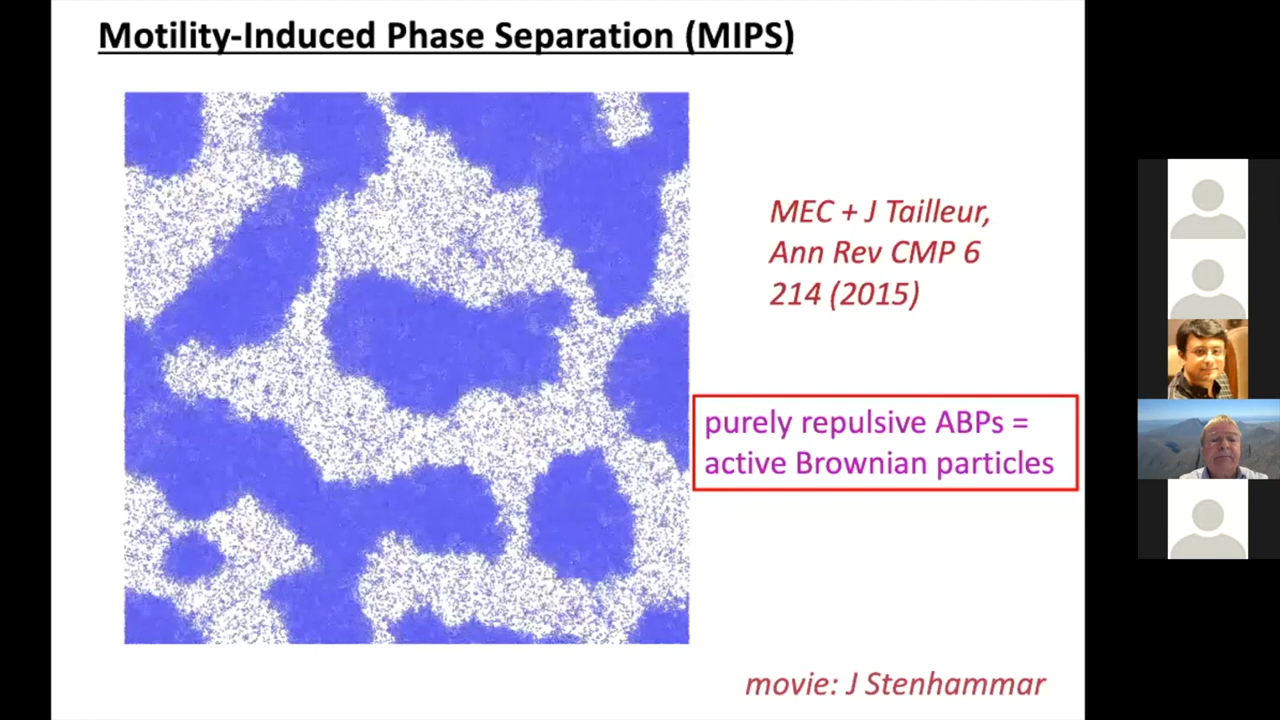 Motility-Induced Phase Separation (MIPS)
MEC + J Tailleur,
Ann Rev CMP 6
214 (2015)
purely repulsive ABPs =
active Brownian particles
movie: J Stenhammar